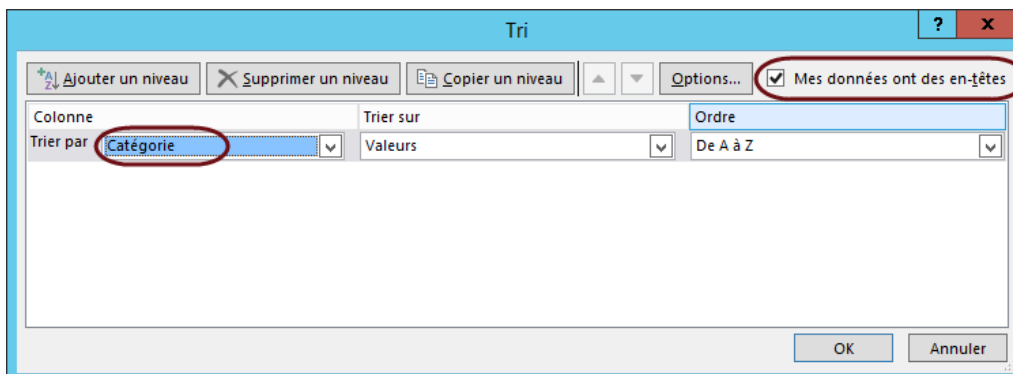 Tri
? x
Ajouter un niveau Supprimer un niveau Copier un niveau Options... Mes données ont des en-têtes
Colonne Trier sur Ordre
Trier par Catégorie Valeurs De A à Z
OK Annuler